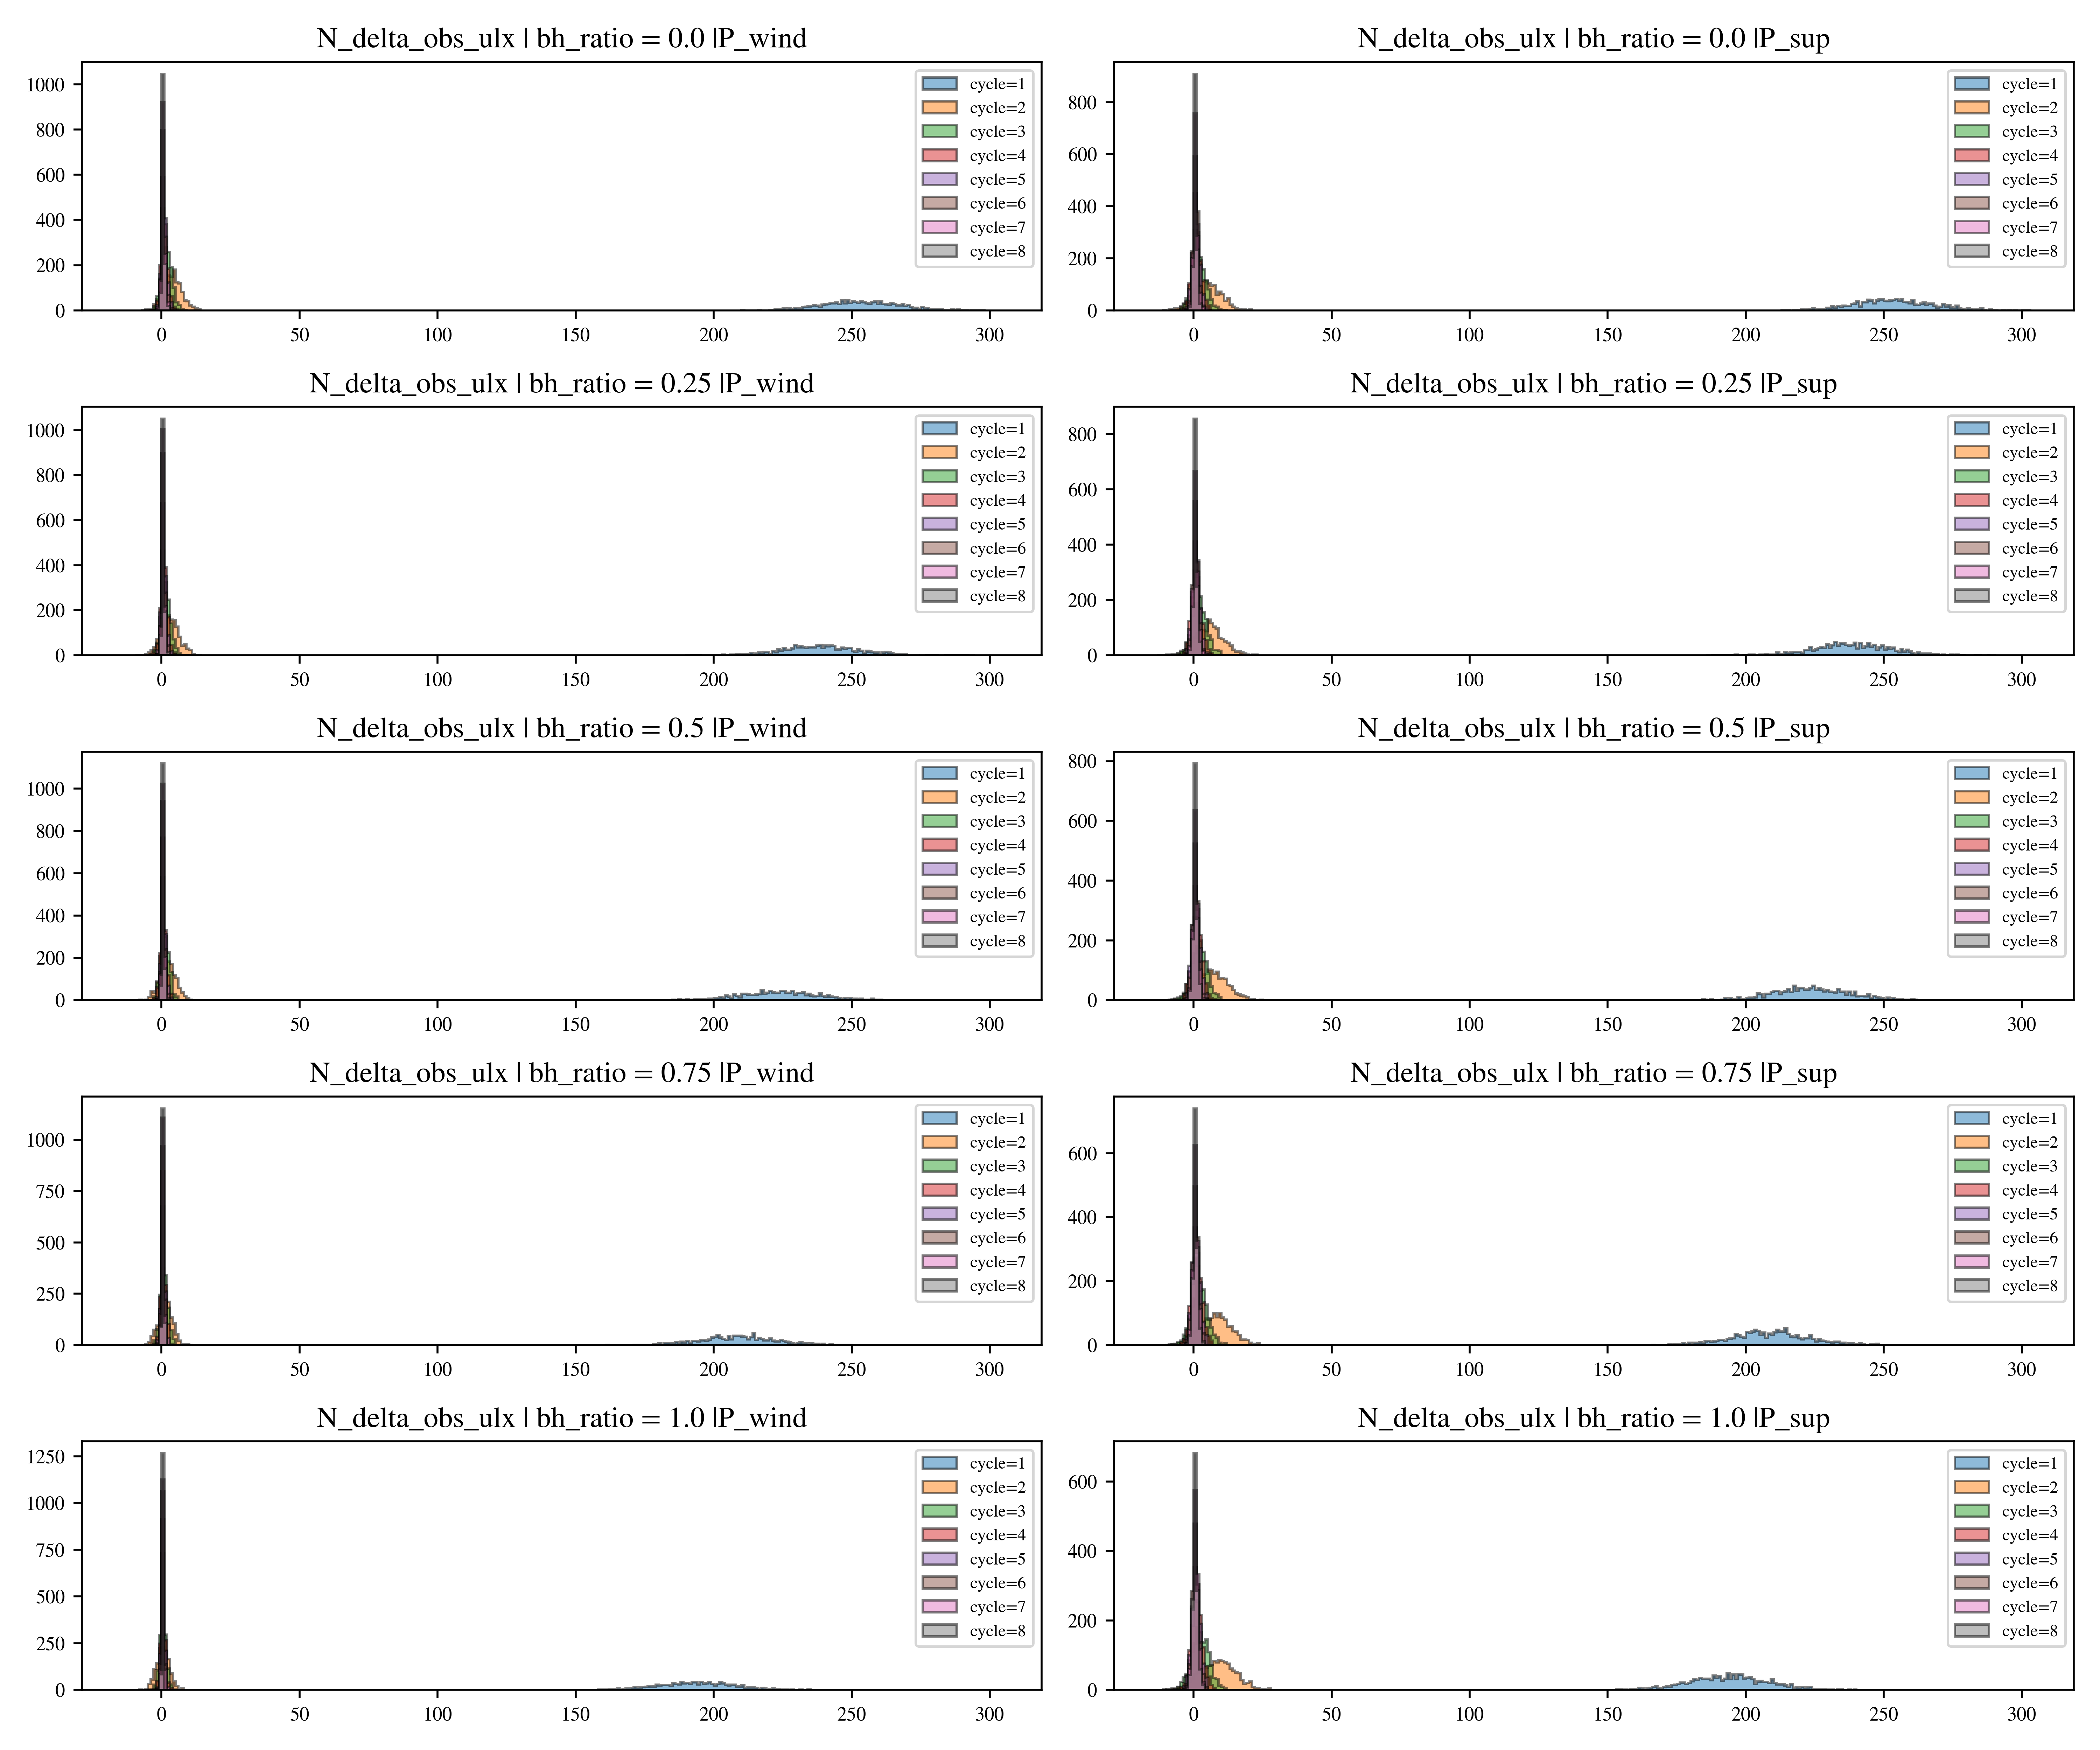 N_delta_obs_ulx | bh_ratio = 0.0 |P_wind
1000
800
600
400
200
0
0 50 100 150 200 250 300
cycle=1
cycle=2
cycle=3
cycle=4
cycle=5
cycle=6
cycle=7
cycle=8
N_delta_obs_ulx | bh_ratio = 0.0 |P_sup
800
600
400
200
0
0 50 100 150 200 250 300
cycle=1
cycle=2
cycle=3
cycle=4
cycle=5
cycle=6
cycle=7
cycle=8
N_delta_obs_ulx | bh_ratio = 0.25 |P_wind
1000
800
600
400
200
0
0 50 100 150 200 250 300
cycle=1
cycle=2
cycle=3
cycle=4
cycle=5
cycle=6
cycle=7
cycle=8
N_delta_obs_ulx | bh_ratio = 0.25 |P_sup
800
600
400
200
0
0 50 100 150 200 250 300
cycle=1
cycle=2
cycle=3
cycle=4
cycle=5
cycle=6
cycle=7
cycle=8
N_delta_obs_ulx | bh_ratio = 0.5 |P_wind
1000
800
600
400
200
0
0 50 100 150 200 250 300
cycle=1
cycle=2
cycle=3
cycle=4
cycle=5
cycle=6
cycle=7
cycle=8
N_delta_obs_ulx | bh_ratio = 0.5 |P_sup
800
600
400
200
0
0 50 100 150 200 250 300
cycle=1
cycle=2
cycle=3
cycle=4
cycle=5
cycle=6
cycle=7
cycle=8
N_delta_obs_ulx | bh_ratio = 0.75 |P_wind
1000
750
500
250
0
0 50 100 150 200 250 300
cycle=1
cycle=2
cycle=3
cycle=4
cycle=5
cycle=6
cycle=7
cycle=8
N_delta_obs_ulx | bh_ratio = 0.75 |P_sup
600
400
200
0
0 50 100 150 200 250 300
cycle=1
cycle=2
cycle=3
cycle=4
cycle=5
cycle=6
cycle=7
cycle=8
N_delta_obs_ulx | bh_ratio = 1.0 |P_wind
1250
1000
750
500
250
0
0 50 100 150 200 250 300
cycle=1
cycle=2
cycle=3
cycle=4
cycle=5
cycle=6
cycle=7
cycle=8
N_delta_obs_ulx | bh_ratio = 1.0 |P_sup
600
400
200
0
0 50 100 150 200 250 300
cycle=1
cycle=2
cycle=3
cycle=4
cycle=5
cycle=6
cycle=7
cycle=8